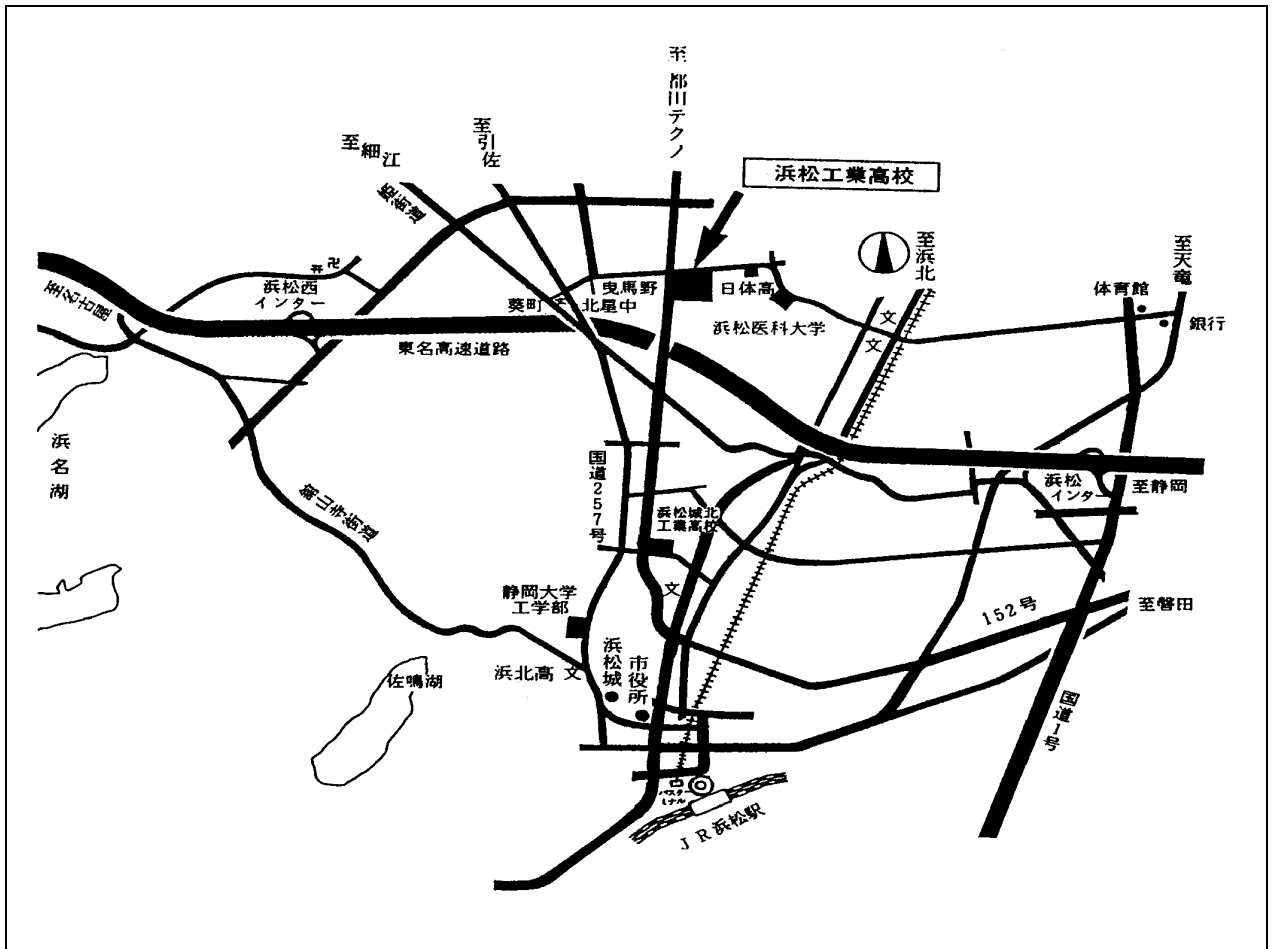 至都田テクノ
至引佐
至細江
姫街道
浜松工業高校
至浜北
至天竜
体育館
銀行
卍
浜松西
インター
至名古屋
葵町
文
北星中
曳馬野
日体高
浜松医科大学
文
文
東名高速道路
浜名湖
舘山寺街道
国道257号
浜松城北
工業高校
浜松
インター
至静岡
静岡大学
工学部
文
152号
至磐田
浜北高
文
浜松城
市役所
佐鳴湖
国道1号
バスター
ミナル
JR浜松駅